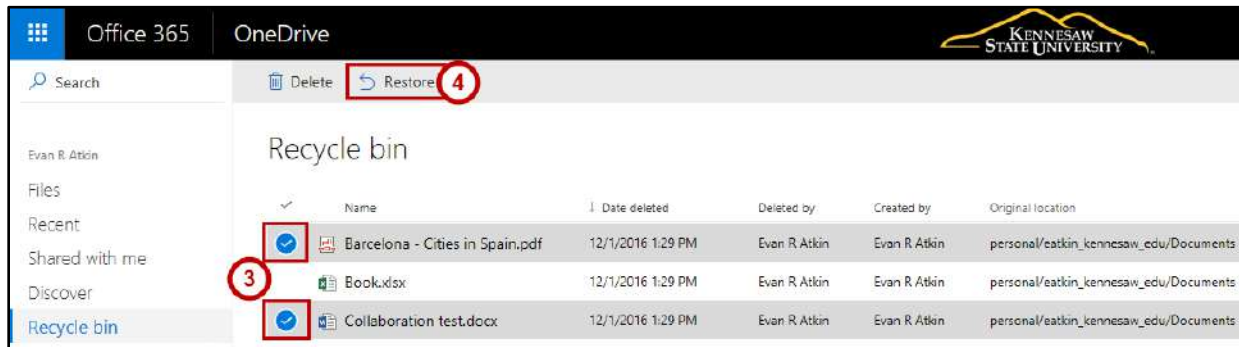 Office 365 OneDrive KENNESAW
STATE UNIVERSITY
Search Delete Restore 4
Evan R Atkin Recycle bin
Files
Recent
Shared with me
Discover
Recycle bin
Name Date deleted Deleted by Created by Original location
Barcelona - Cities in Spain.pdf 12/1/2016 1:29 PM Evan R Atkin Evan R Atkin personal/eatkin_kennesaw_edu/Documents
3
Book.xlsx 12/1/2016 1:29 PM Evan R Atkin Evan R Atkin personal/eatkin_kennesaw_edu/Documents
Collaboration test.docx 12/1/2016 1:29 PM Evan R Atkin Evan R Atkin personal/eatkin_kennesaw_edu/Documents